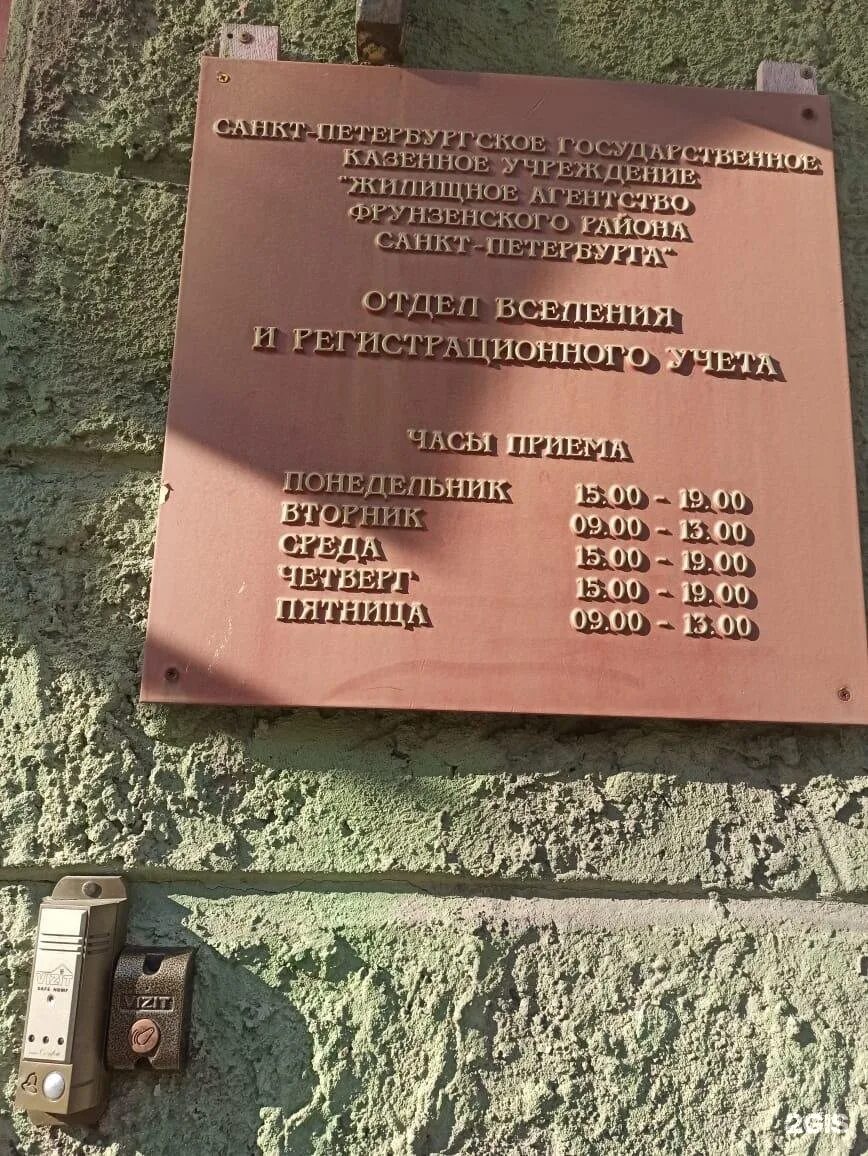 САНКТ-ПЕТЕРБУРГСКОЕ ГОСУДАРСТВЕННОЕ
КАЗЕННОЕ УЧРЕЖДЕНИЕ
"ЖИЛИЩНОЕ АГЕНТСТВО
ФРУНЗЕНСКОГО РАЙОНА
САНКТ-ПЕТЕРБУРГА"
ОТДЕЛ ВСЕЛЕНИЯ
И РЕГИСТРАЦИОННОГО УЧЕТА
ЧАСЫ ПРИЕМА
ПОНЕДЕЛЬНИК 15.00 - 19.00
ВТОРНИК 09.00 - 13.00
СРЕДА 15.00 - 19.00
ЧЕТВЕРГ 15.00 - 19.00
ПЯТНИЦА 09.00 - 13.00
VIZIT
SAFE HOME
VIZIT
2GIS